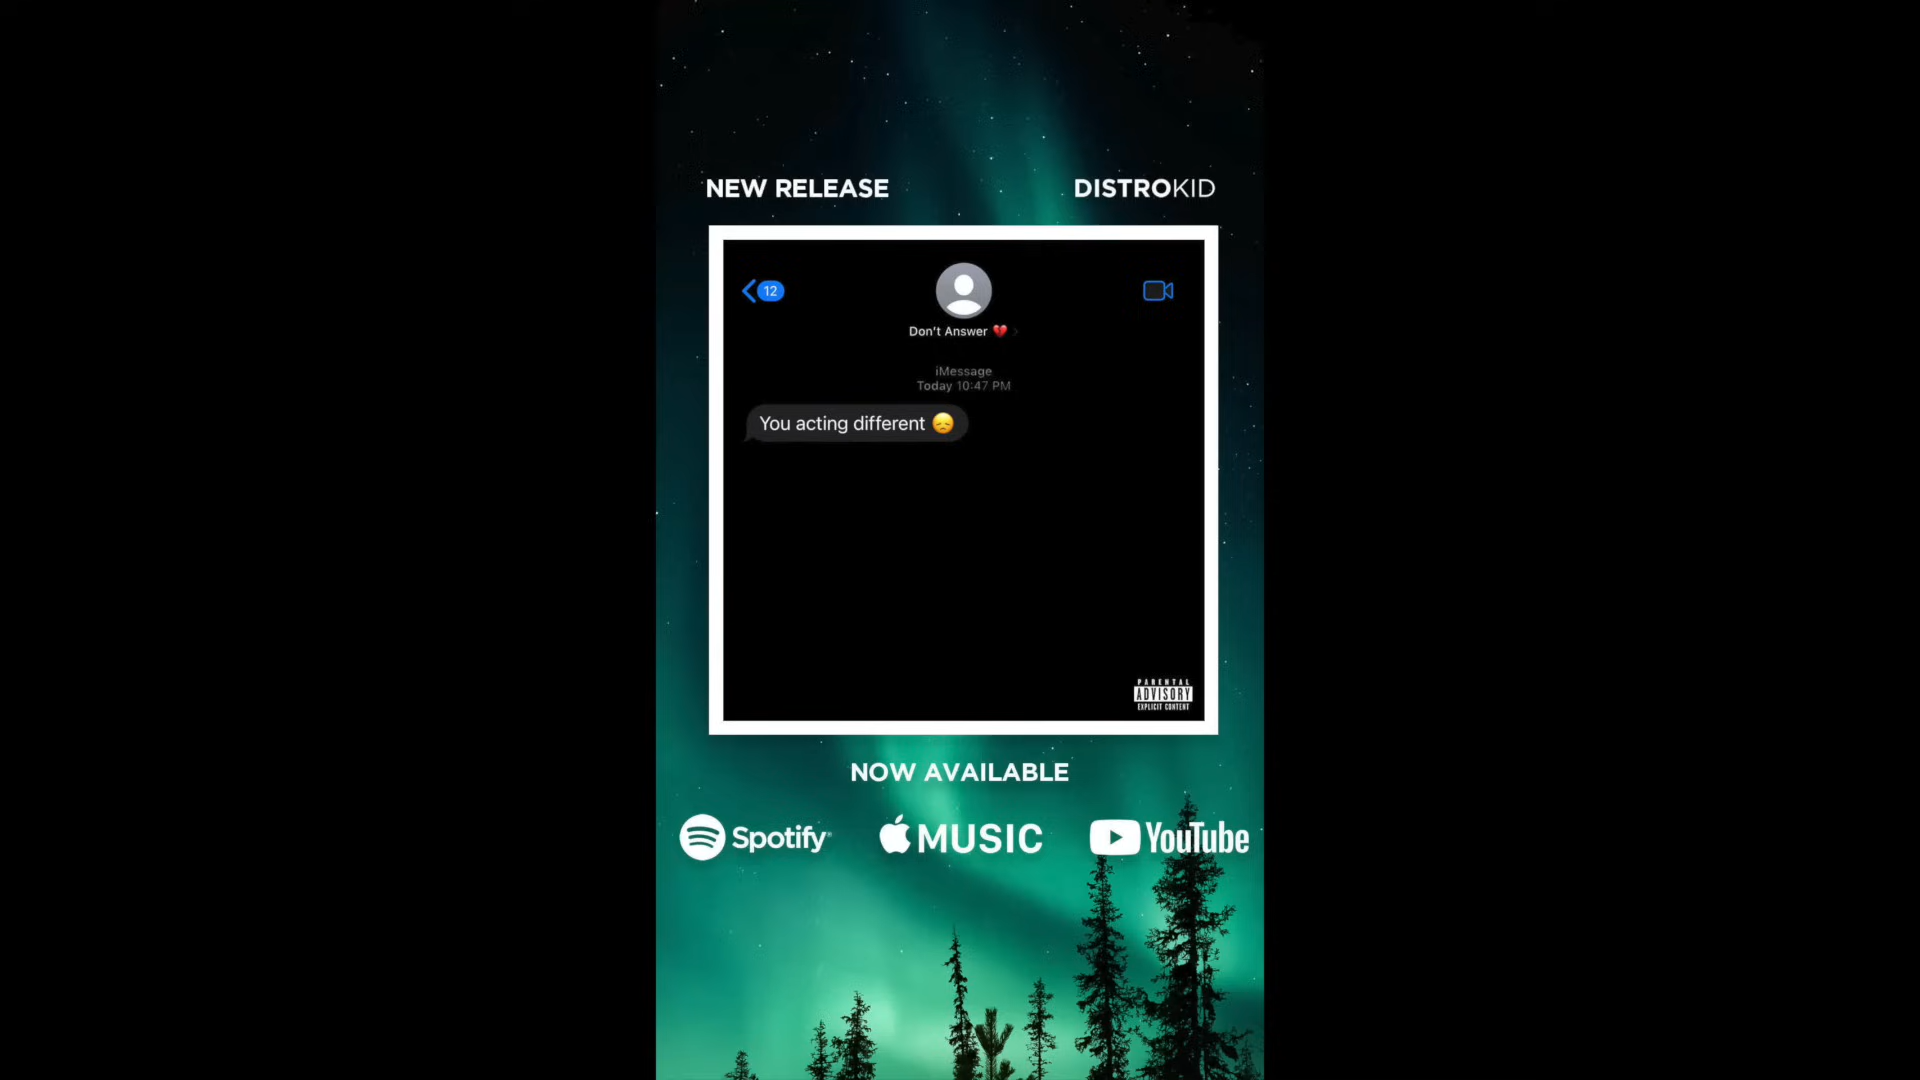 NEW RELEASE DISTROKID
12
Don't Answer 💔
iMessage
Today 10:47 PM
You acting different 😞
PARENTAL
ADVISORY
EXPLICIT CONTENT
NOW AVAILABLE
Spotify MUSIC YouTube